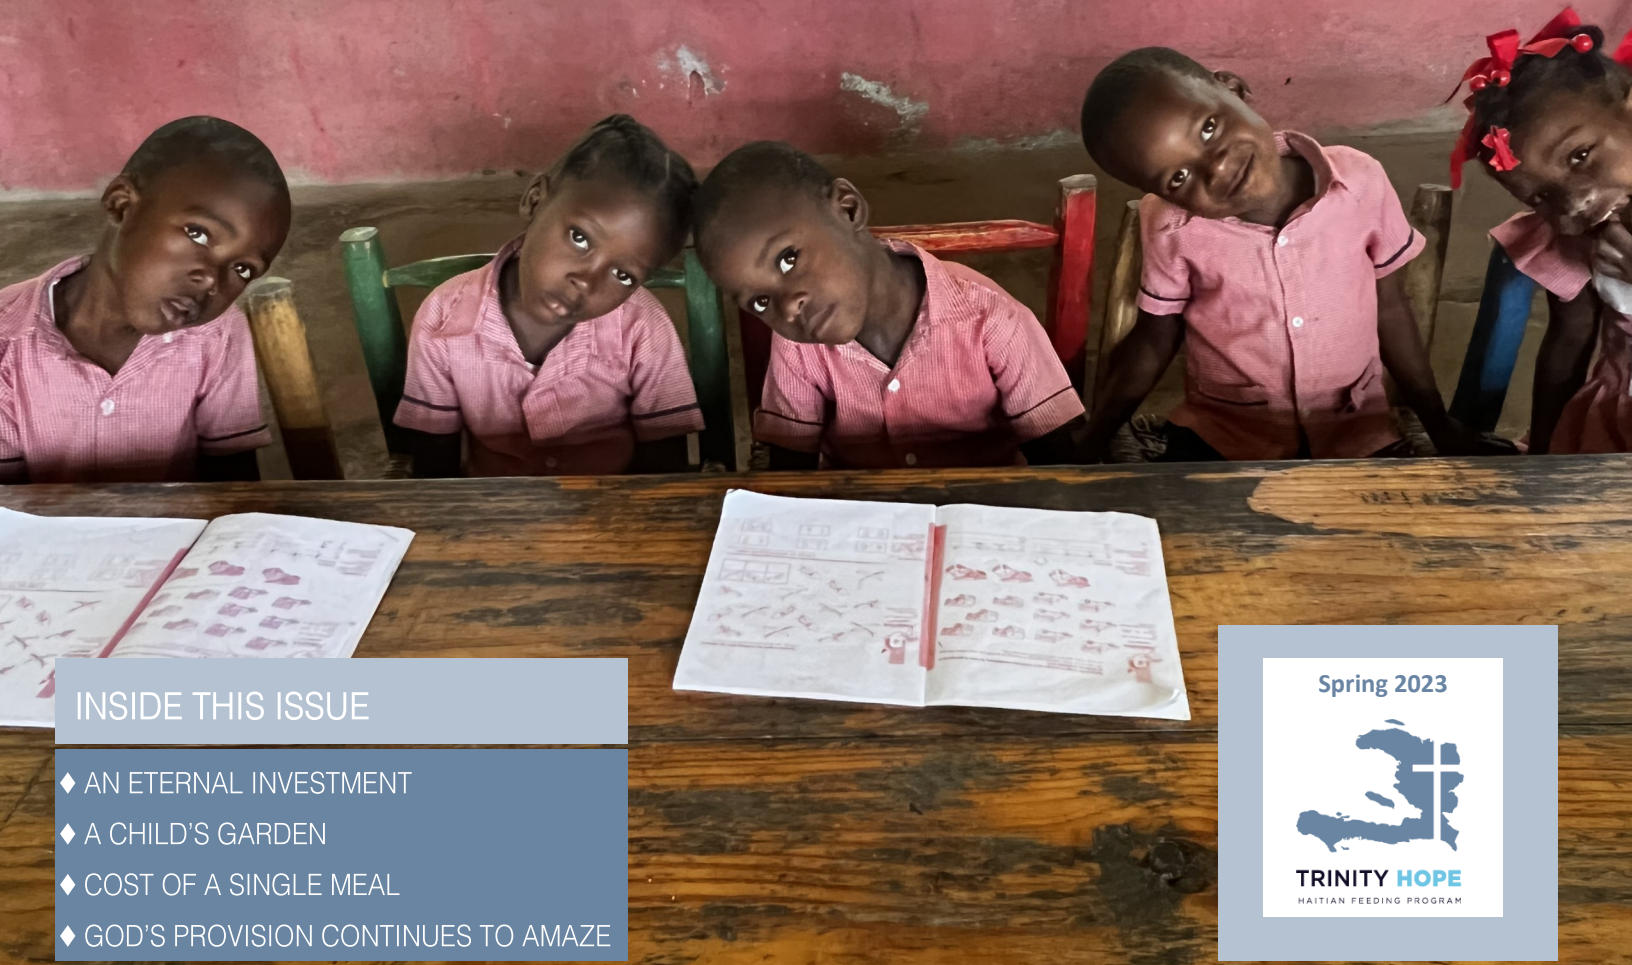 INSIDE THIS ISSUE
♦ AN ETERNAL INVESTMENT
♦ A CHILD'S GARDEN
♦ COST OF A SINGLE MEAL
♦ GOD'S PROVISION CONTINUES TO AMAZE
Spring 2023
TRINITY HOPE
HAITIAN FEEDING PROGRAM